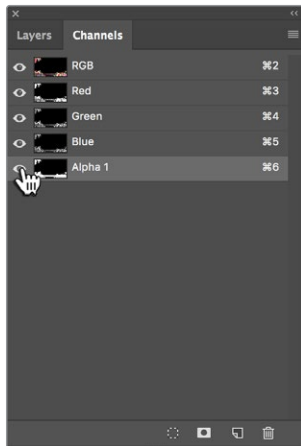 Layers Channels
RGB ⌘2
Red ⌘3
Green ⌘4
Blue ⌘5
Alpha 1 ⌘6